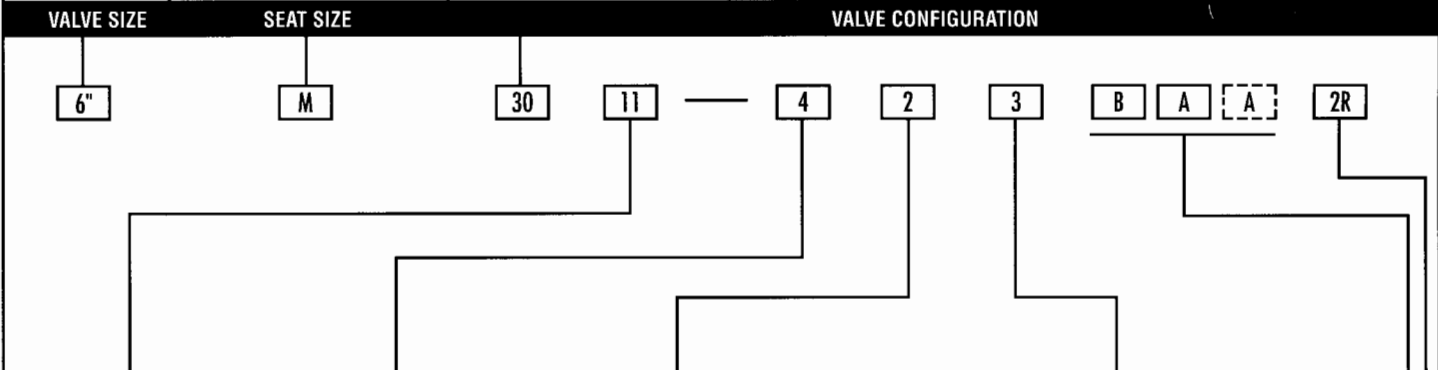 VALVE SIZE SEAT SIZE VALVE CONFIGURATION
6" M 30 11 — 4 2 3 B A A 2R